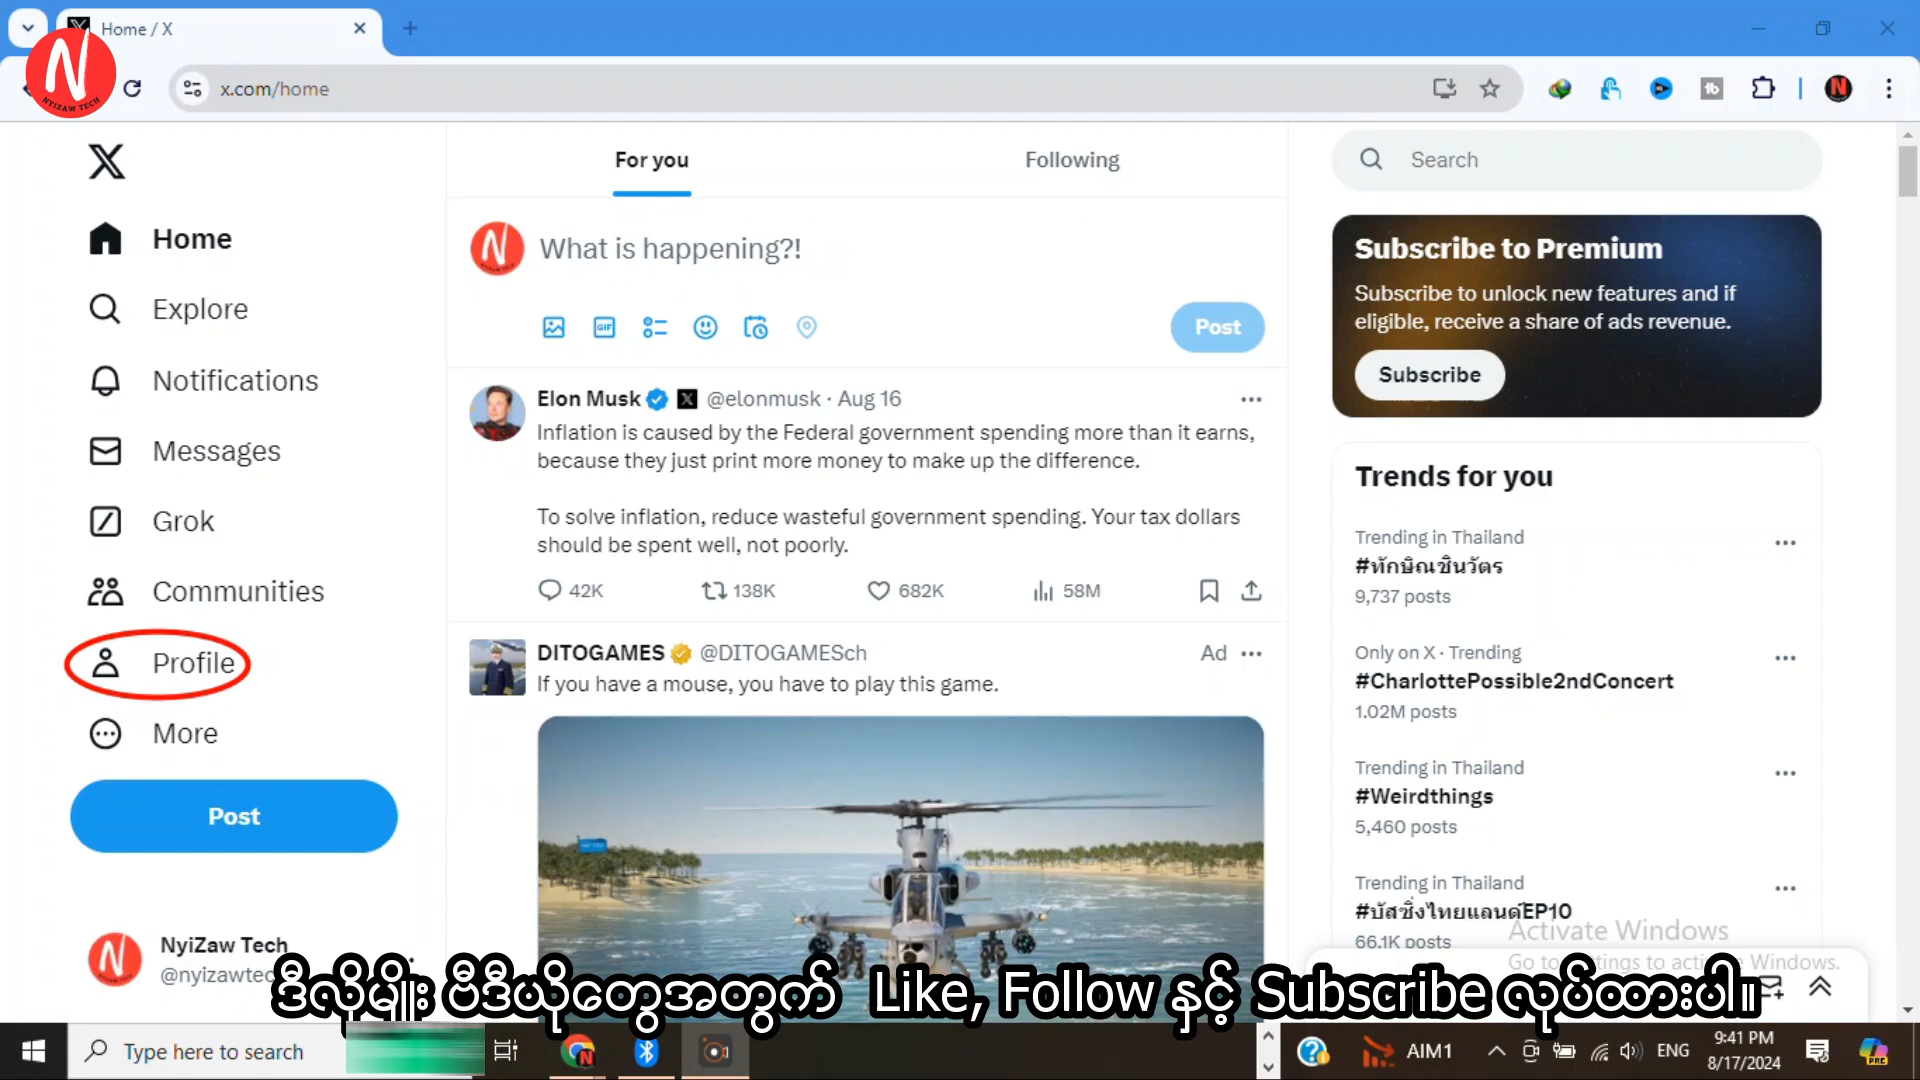 Home / X
x.com/home
N
NYIZAW TECH
Home
Explore
Notifications
Messages
Grok
Communities
Profile
More
Post
NyiZaw Tech
For you
Following
What is happening?!
GIF
Post
Elon Musk @elonmusk · Aug 16
Inflation is caused by the Federal government spending more than it earns,
because they just print more money to make up the difference.
To solve inflation, reduce wasteful government spending. Your tax dollars
should be spent well, not poorly.
42K 138K 682K 58M
DITOGAMES @DITOGAMESch Ad
If you have a mouse, you have to play this game.
Search
Subscribe to Premium
Subscribe to unlock new features and if
eligible, receive a share of ads revenue.
Subscribe
Trends for you
Trending in Thailand
#ทักษิณชินวัตร
9,737 posts
Only on X · Trending
#CharlottePossible2ndConcert
1.02M posts
Trending in Thailand
#Weirdthings
5,460 posts
Trending in Thailand
#บัสซิ่งไทยแลนด์EP10
66.1K posts
Activate Windows
Go to Settings to activate Windows.
ဒီလိုမျိုး ဗီဒီယိုတွေအတွက် Like, Follow နှင့် Subscribe လုပ်ထားပါ။
Type here to search
AIM1
ENG
9:41 PM
8/17/2024